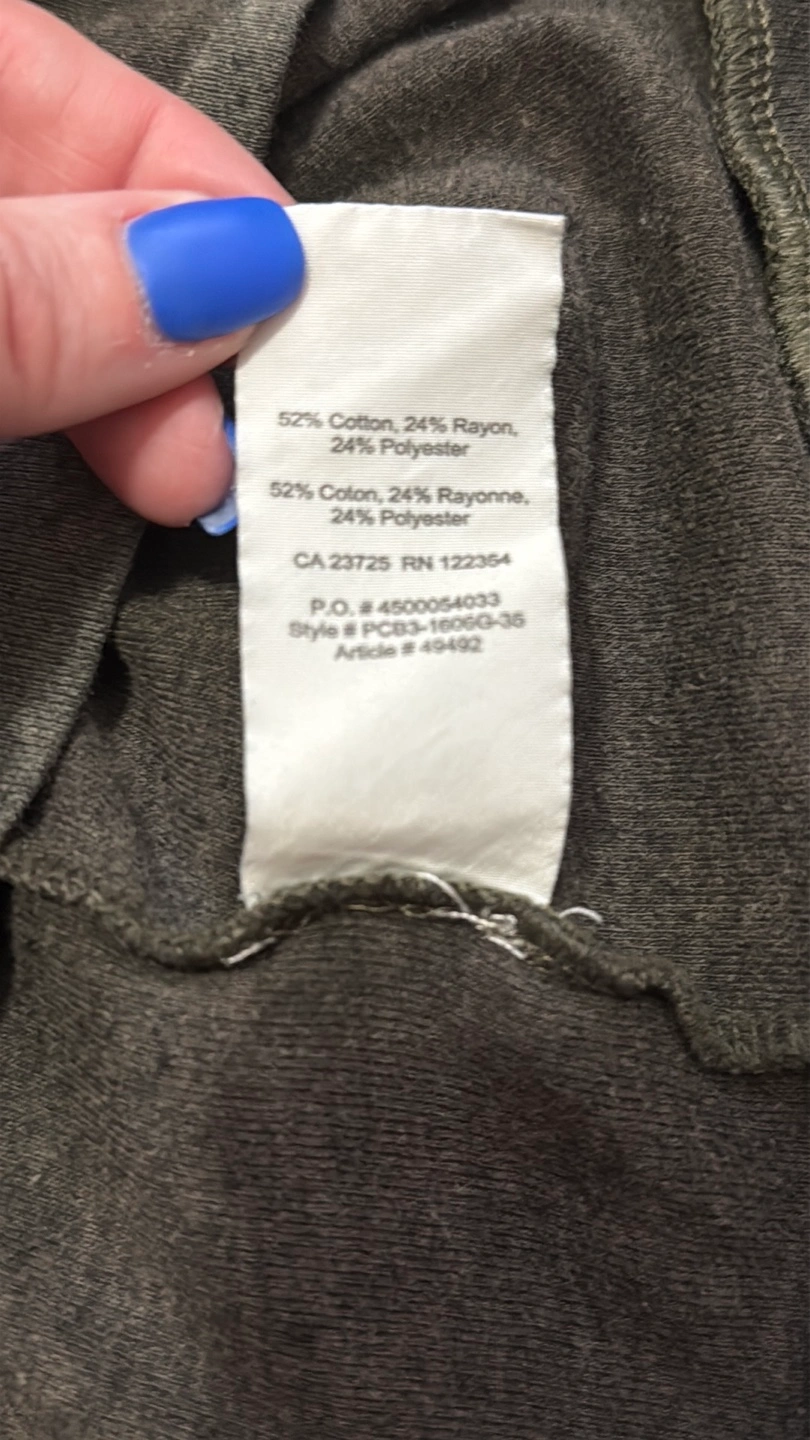 52% Cotton, 24% Rayon,
24% Polyester
52% Coton, 24% Rayonne,
24% Polyester
CA 23725 RN 122354
P.O. # 4500054033
Style # PCB3-1606G-35
Article # 49492